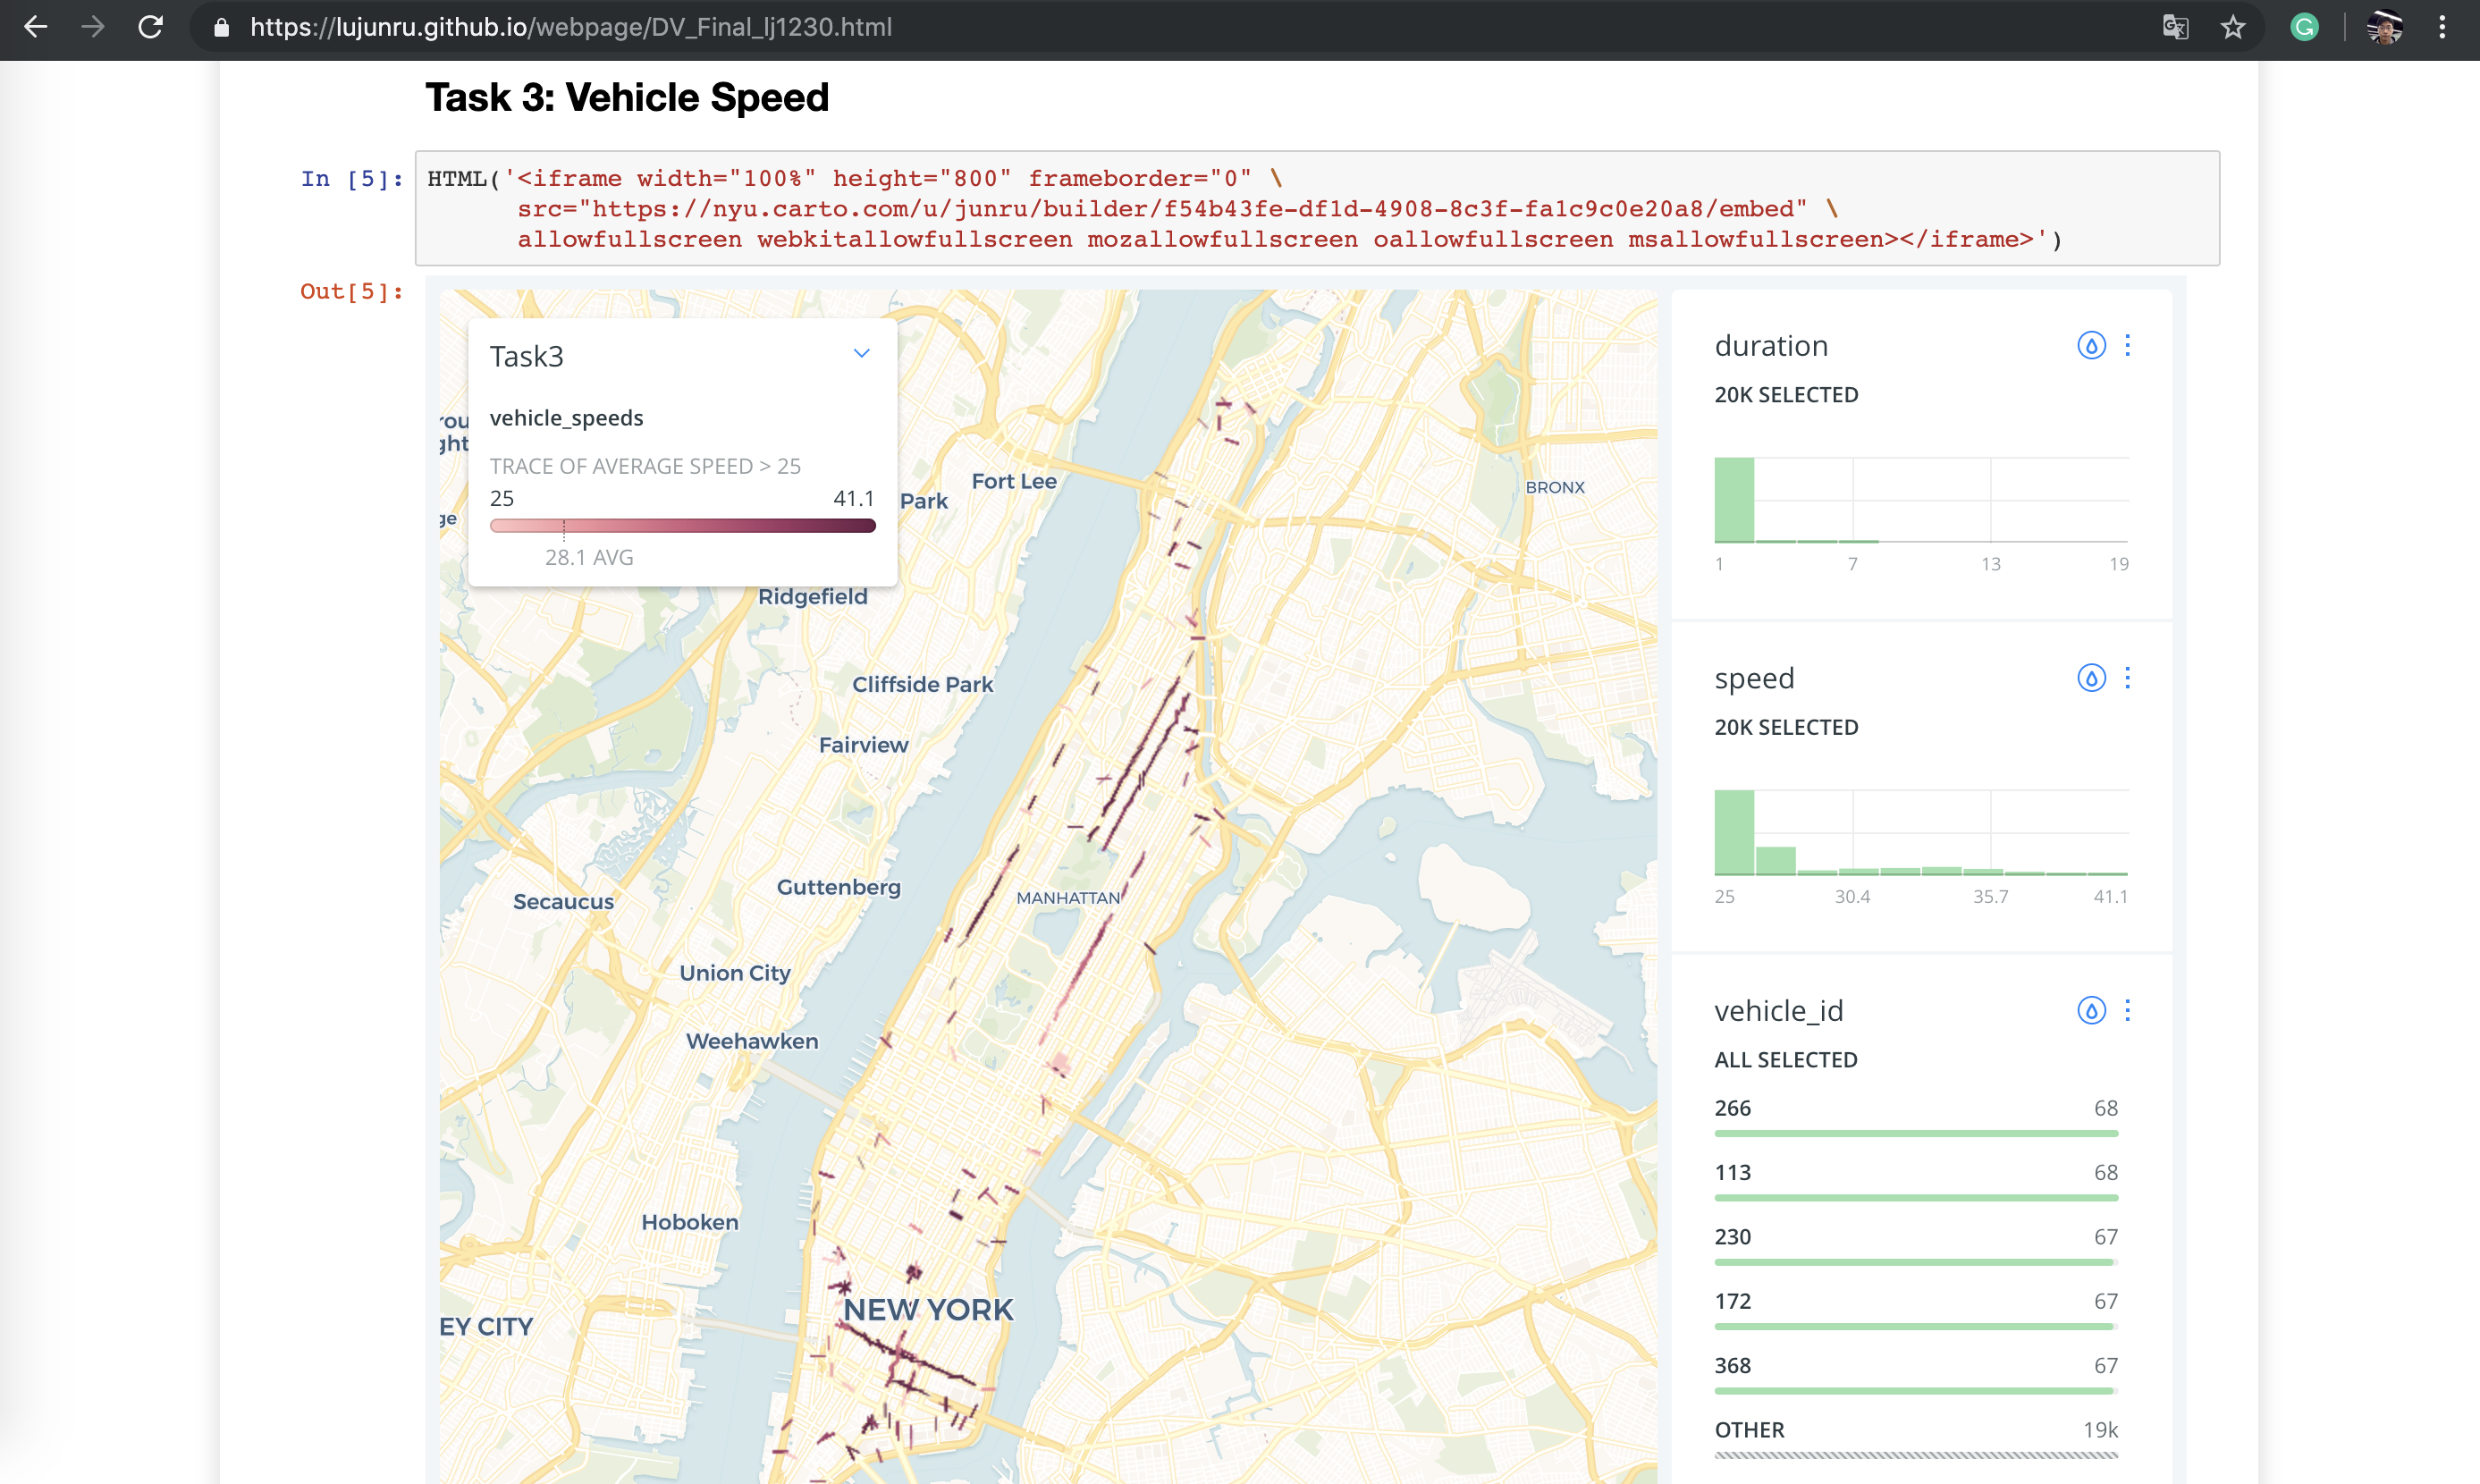 https://lujunru.github.io/webpage/DV_Final_lj1230.html
Task 3: Vehicle Speed
In [5]:
HTML('<iframe width="100%" height="800" frameborder="0" \
src="https://nyu.carto.com/u/junru/builder/f54b43fe-df1d-4908-8c3f-fa1c9c0e20a8/embed" \
allowfullscreen webkitallowfullscreen mozallowfullscreen oallowfullscreen msallowfullscreen></iframe>')
Out[5]:
Task3
vehicle_speeds
TRACE OF AVERAGE SPEED > 25
25 41.1
28.1 AVG
Fort Lee
Park
BRONX
Ridgefield
Cliffside Park
Fairview
Guttenberg
MANHATTAN
Secaucus
Union City
Weehawken
Hoboken
NEW YORK
EY CITY
duration
20K SELECTED
1 7 13 19
speed
20K SELECTED
25 30.4 35.7 41.1
vehicle_id
ALL SELECTED
266 68
113 68
230 67
172 67
368 67
OTHER 19k